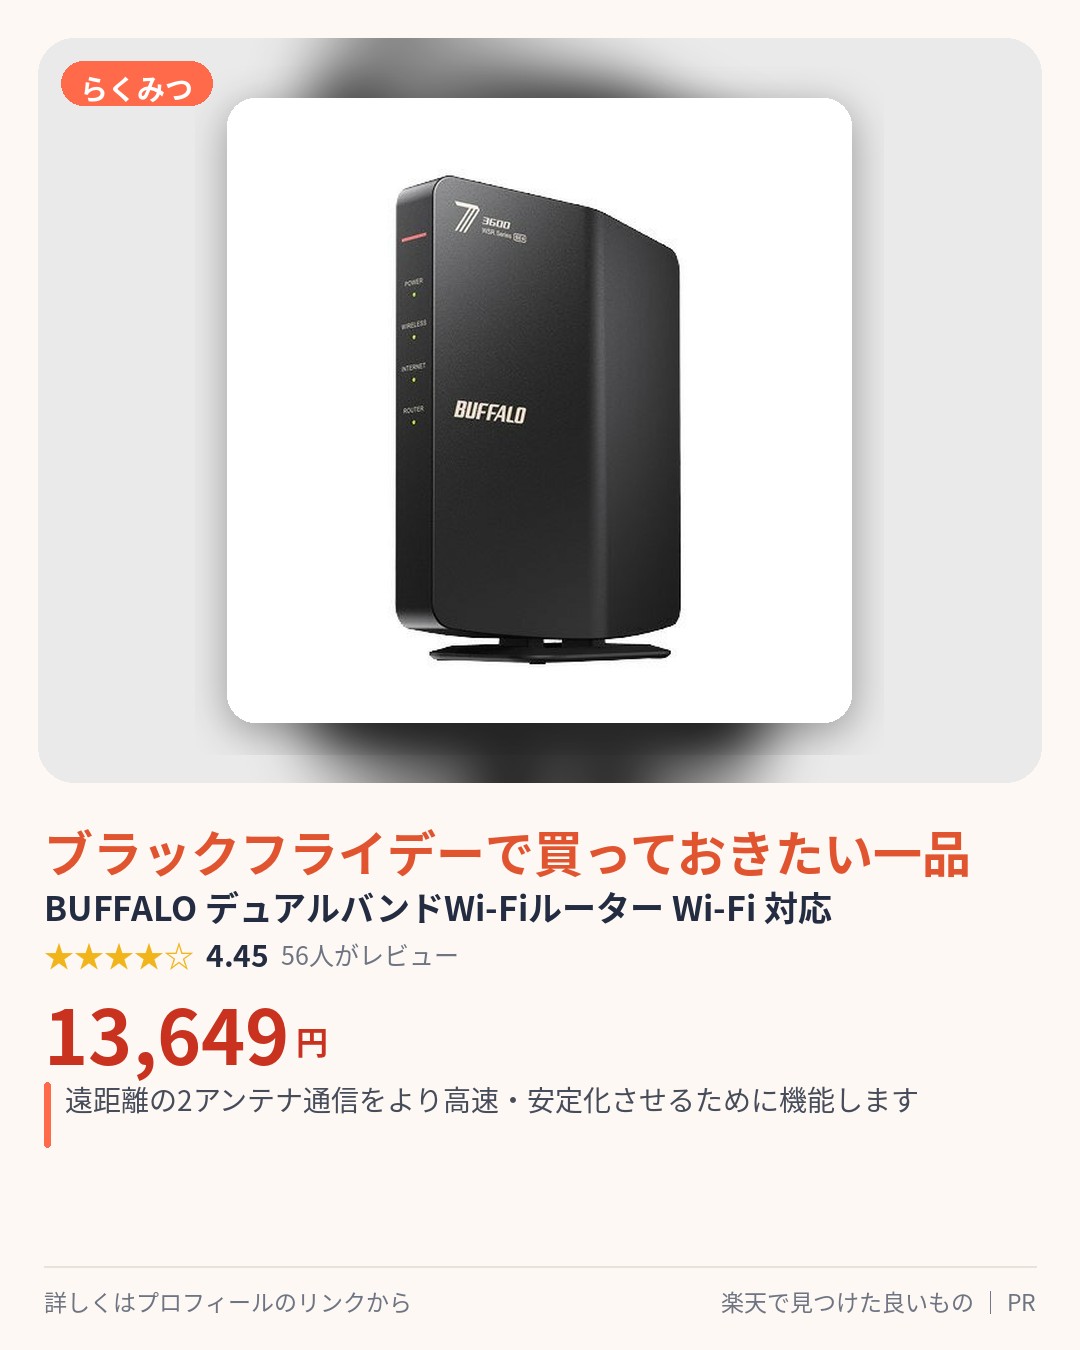 らくみつ
7 3600
WSR Series
POWER
WIRELESS
INTERNET
ROUTER
BUFFALO
ブラックフライデーで買っておきたい一品
BUFFALO デュアルバンドWi-Fiルーター Wi-Fi 対応
★★★★☆ 4.45 56人がレビュー
13,649円
遠距離の2アンテナ通信をより高速・安定化させるために機能します
詳しくはプロフィールのリンクから
楽天で見つけた良いもの｜PR